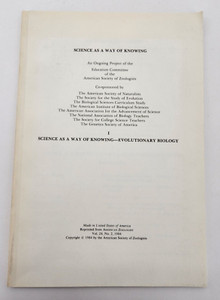 SCIENCE AS A WAY OF KNOWING
An Ongoing Project of the
Education Committee
of the
American Society of Zoologists
Co-sponsored by
The American Society of Naturalists
The Society for the Study of Evolution
The Biological Sciences Curriculum Study
The American Institute of Biological Sciences
The American Association for the Advancement of Science
The National Association of Biology Teachers
The Society for College Science Teachers
The Genetics Society of America
I
SCIENCE AS A WAY OF KNOWING—EVOLUTIONARY BIOLOGY
Made in United States of America
Reprinted from AMERICAN ZOOLOGIST
Vol. 24, No. 2, 1984
Copyright © 1984 by the American Society of Zoologists